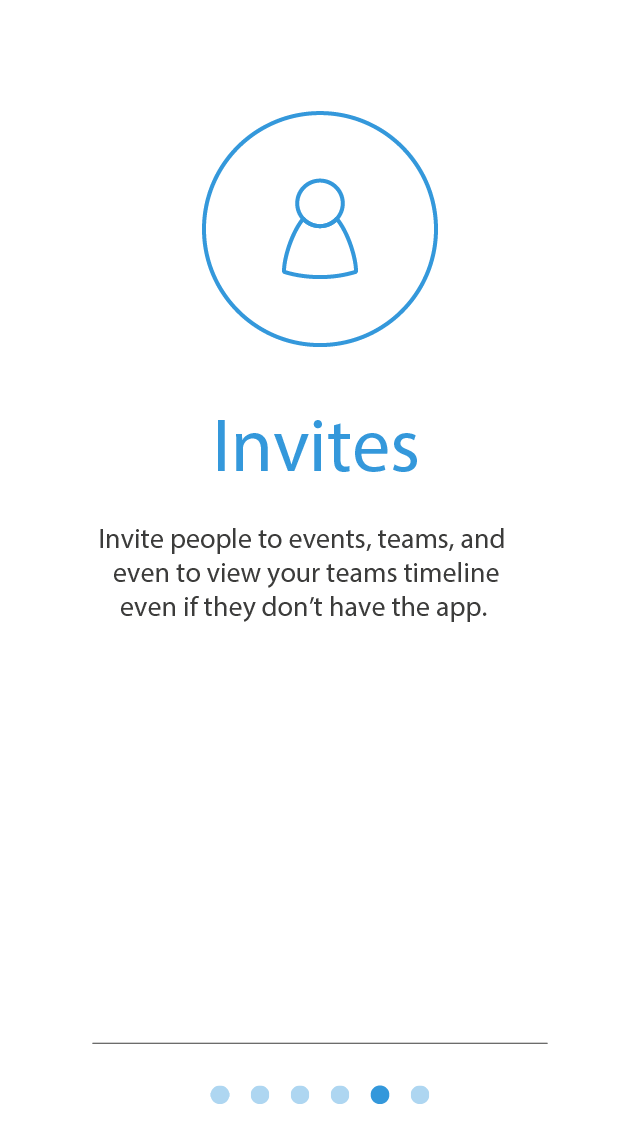 Invites
Invite people to events, teams, and
even to view your teams timeline
even if they don’t have the app.